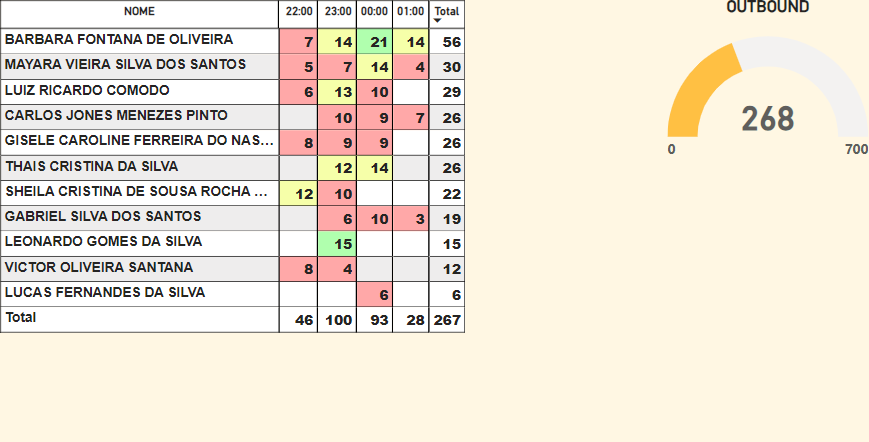 NOME 22:00 23:00 00:00 01:00 Total
BARBARA FONTANA DE OLIVEIRA 7 14 21 14 56
MAYARA VIEIRA SILVA DOS SANTOS 5 7 14 4 30
LUIZ RICARDO COMODO 6 13 10 29
CARLOS JONES MENEZES PINTO 10 9 7 26
GISELE CAROLINE FERREIRA DO NAS... 8 9 9 26
THAIS CRISTINA DA SILVA 12 14 26
SHEILA CRISTINA DE SOUSA ROCHA ... 12 10 22
GABRIEL SILVA DOS SANTOS 6 10 3 19
LEONARDO GOMES DA SILVA 15 15
VICTOR OLIVEIRA SANTANA 8 4 12
LUCAS FERNANDES DA SILVA 6 6
Total 46 100 93 28 267
OUTBOUND
268
0 700